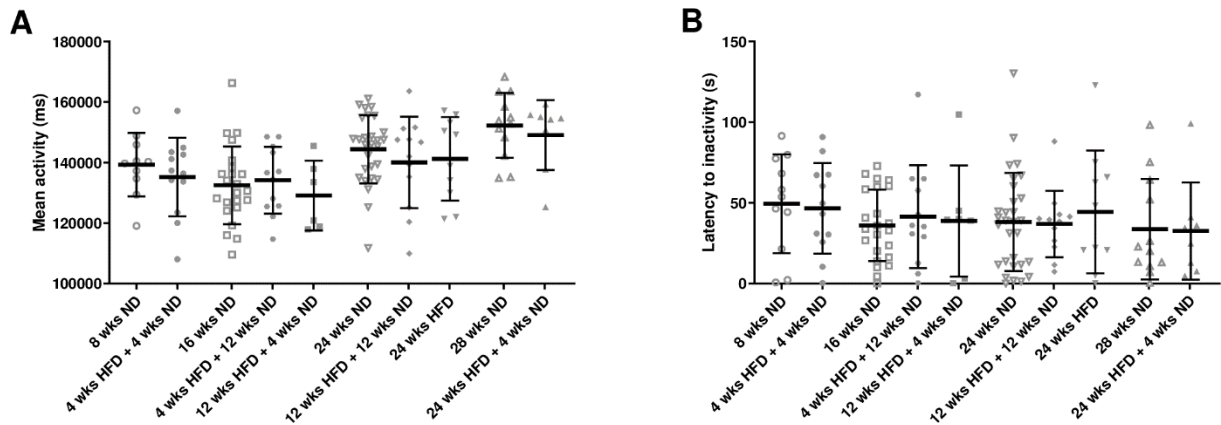 A
Mean activity (ms)
180000
160000
140000
120000
100000
8 wks ND
4 wks HFD + 4 wks ND
16 wks ND
4 wks HFD + 12 wks ND
12 wks HFD + 4 wks ND
24 wks ND
12 wks HFD + 12 wks ND
24 wks HFD
28 wks ND
24 wks HFD + 4 wks ND
B
Latency to inactivity (s)
150
100
50
0
8 wks ND
4 wks HFD + 4 wks ND
16 wks ND
4 wks HFD + 12 wks ND
12 wks HFD + 4 wks ND
24 wks ND
12 wks HFD + 12 wks ND
24 wks HFD
28 wks ND
24 wks HFD + 4 wks ND